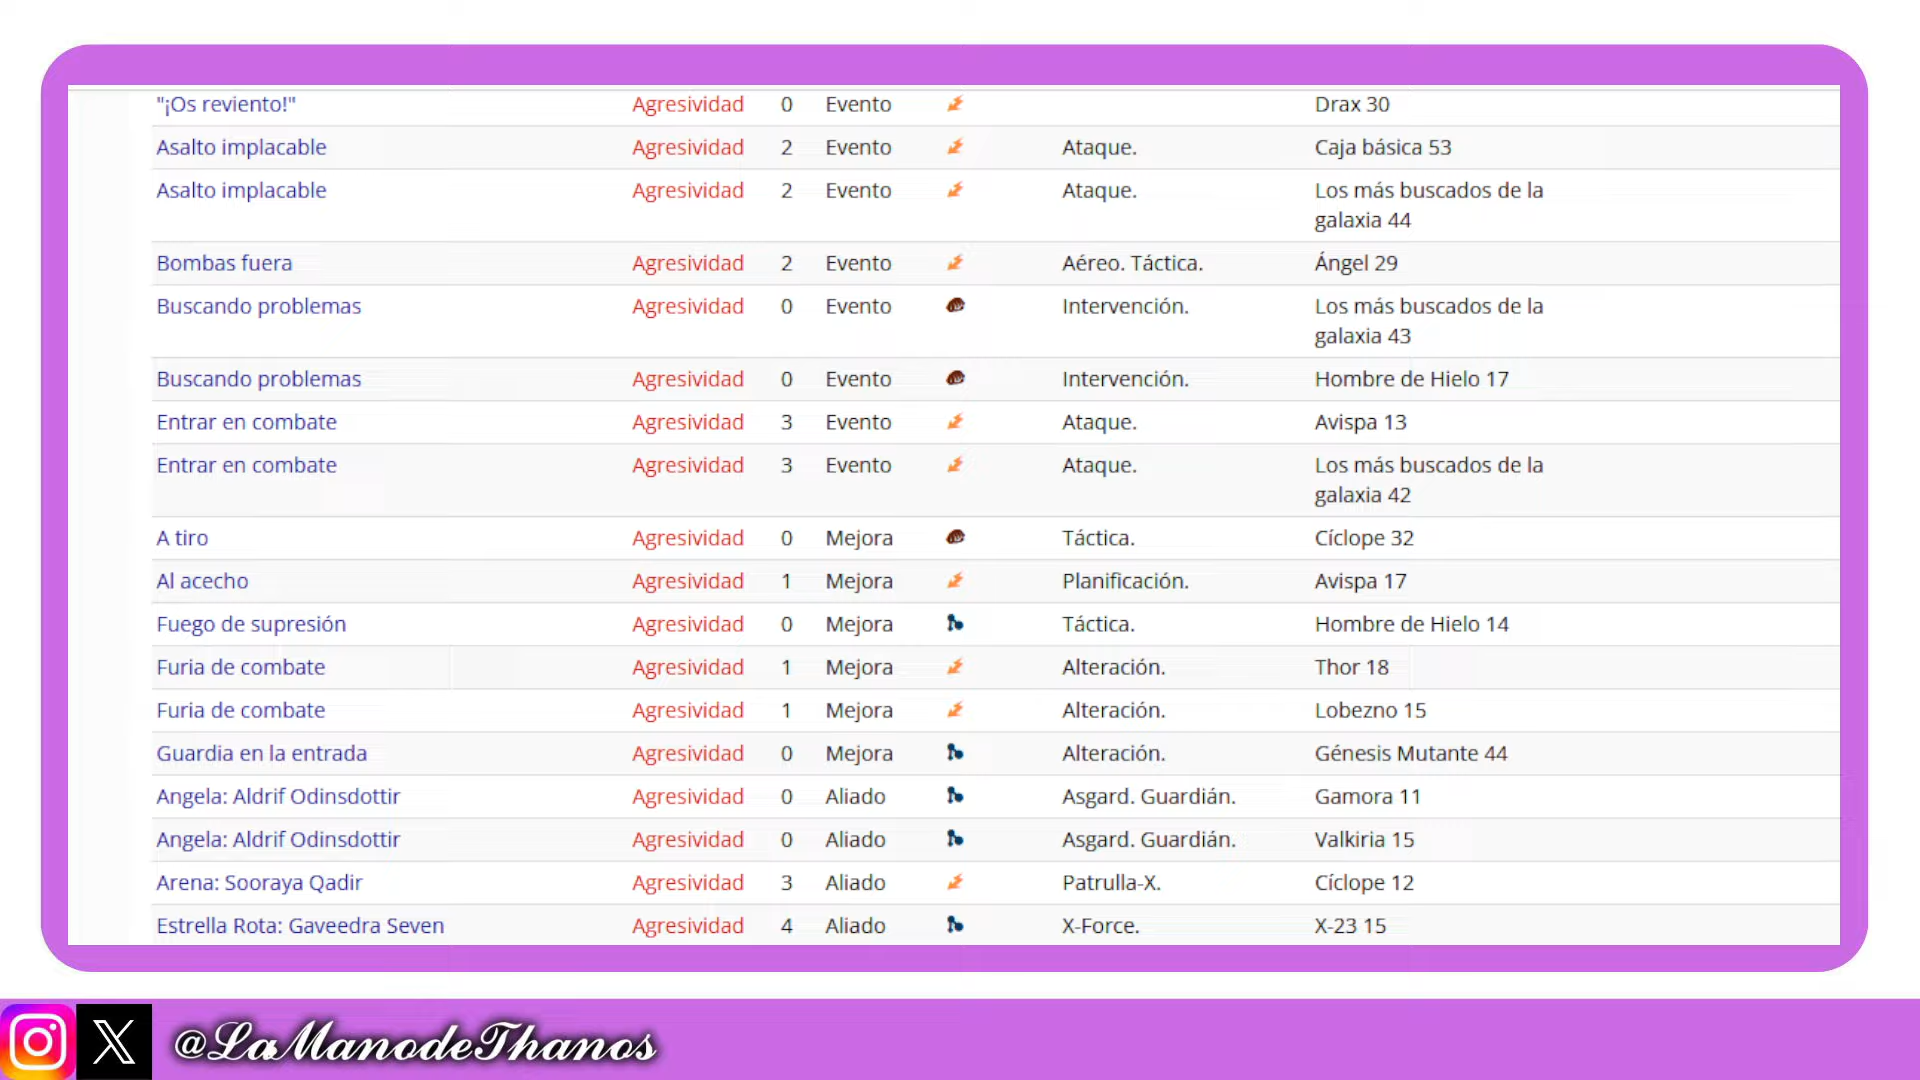 "¡Os reviento!" Agresividad 0 Evento Drax 30
Asalto implacable Agresividad 2 Evento Ataque. Caja básica 53
Asalto implacable Agresividad 2 Evento Ataque. Los más buscados de la
galaxia 44
Bombas fuera Agresividad 2 Evento Aéreo. Táctica. Ángel 29
Buscando problemas Agresividad 0 Evento Intervención. Los más buscados de la
galaxia 43
Buscando problemas Agresividad 0 Evento Intervención. Hombre de Hielo 17
Entrar en combate Agresividad 3 Evento Ataque. Avispa 13
Entrar en combate Agresividad 3 Evento Ataque. Los más buscados de la
galaxia 42
A tiro Agresividad 0 Mejora Táctica. Cíclope 32
Al acecho Agresividad 1 Mejora Planificación. Avispa 17
Fuego de supresión Agresividad 0 Mejora Táctica. Hombre de Hielo 14
Furia de combate Agresividad 1 Mejora Alteración. Thor 18
Furia de combate Agresividad 1 Mejora Alteración. Lobezno 15
Guardia en la entrada Agresividad 0 Mejora Alteración. Génesis Mutante 44
Angela: Aldrif Odinsdottir Agresividad 0 Aliado Asgard. Guardián. Gamora 11
Angela: Aldrif Odinsdottir Agresividad 0 Aliado Asgard. Guardián. Valkiria 15
Arena: Sooraya Qadir Agresividad 3 Aliado Patrulla-X. Cíclope 12
Estrella Rota: Gaveedra Seven Agresividad 4 Aliado X-Force. X-23 15
@LaManodeThanos